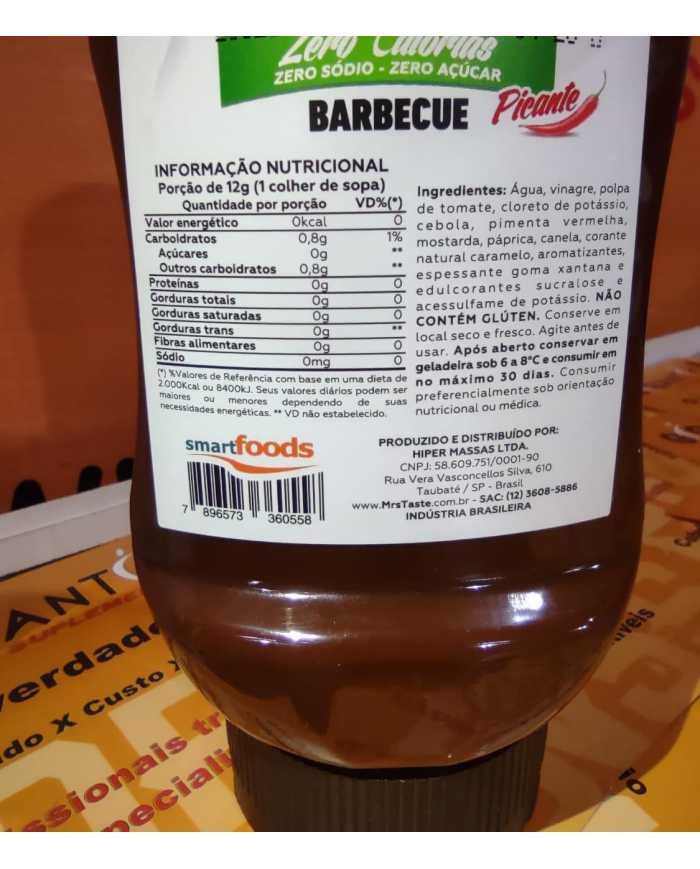 Zero Calorias
ZERO SÓDIO - ZERO AÇÚCAR
BARBECUE Picante
INFORMAÇÃO NUTRICIONAL
Porção de 12g (1 colher de sopa)
Quantidade por porção VD%(*)
Valor energético 0kcal 0
Carboidratos 0,8g 1%
Açúcares 0g **
Outros carboidratos 0,8g **
Proteínas 0g 0
Gorduras totais 0g 0
Gorduras saturadas 0g 0
Gorduras trans 0g **
Fibras alimentares 0g 0
Sódio 0mg 0
(*) %Valores de Referência com base em uma dieta de
2.000Kcal ou 8400kJ. Seus valores diários podem ser
maiores ou menores dependendo de suas
necessidades energéticas. ** VD não estabelecido.
Ingredientes: Água, vinagre, polpa
de tomate, cloreto de potássio,
cebola, pimenta vermelha,
mostarda, páprica, canela, corante
natural caramelo, aromatizantes,
espessante goma xantana e
edulcorantes sucralose e
acessulfame de potássio. NÃO
CONTÉM GLÚTEN. Conserve em
local seco e fresco. Agite antes de
usar. Após aberto conservar em
geladeira sob 6 a 8°C e consumir em
no máximo 30 dias. Consumir
preferencialmente sob orientação
nutricional ou médica.
smartfoods
7 896573 360558
PRODUZIDO E DISTRIBUÍDO POR:
HIPER MASSAS LTDA.
CNPJ: 58.609.751/0001-90
Rua Vera Vasconcellos Silva, 610
Taubaté / SP - Brasil
www.MrsTaste.com.br - SAC: (12) 3608-5886
INDÚSTRIA BRASILEIRA
ANT
SUPLEM
verdad
do X Custo
ssionais tr
peciali
veis